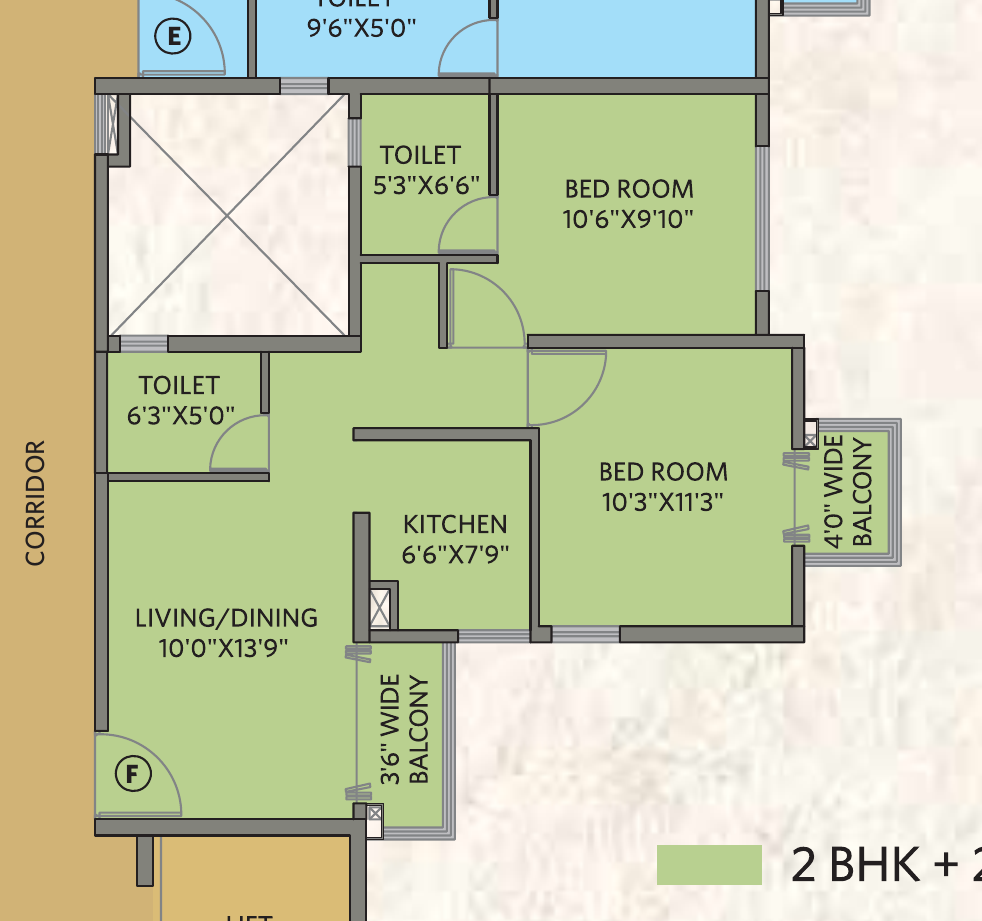 TOILET
9'6"X5'0"
E
TOILET
5'3"X6'6"
BED ROOM
10'6"X9'10"
TOILET
6'3"X5'0"
CORRIDOR
BED ROOM
10'3"X11'3"
4'0" WIDE
BALCONY
KITCHEN
6'6"X7'9"
LIVING/DINING
10'0"X13'9"
3'6" WIDE
BALCONY
F
2 BHK + 2
LIFT